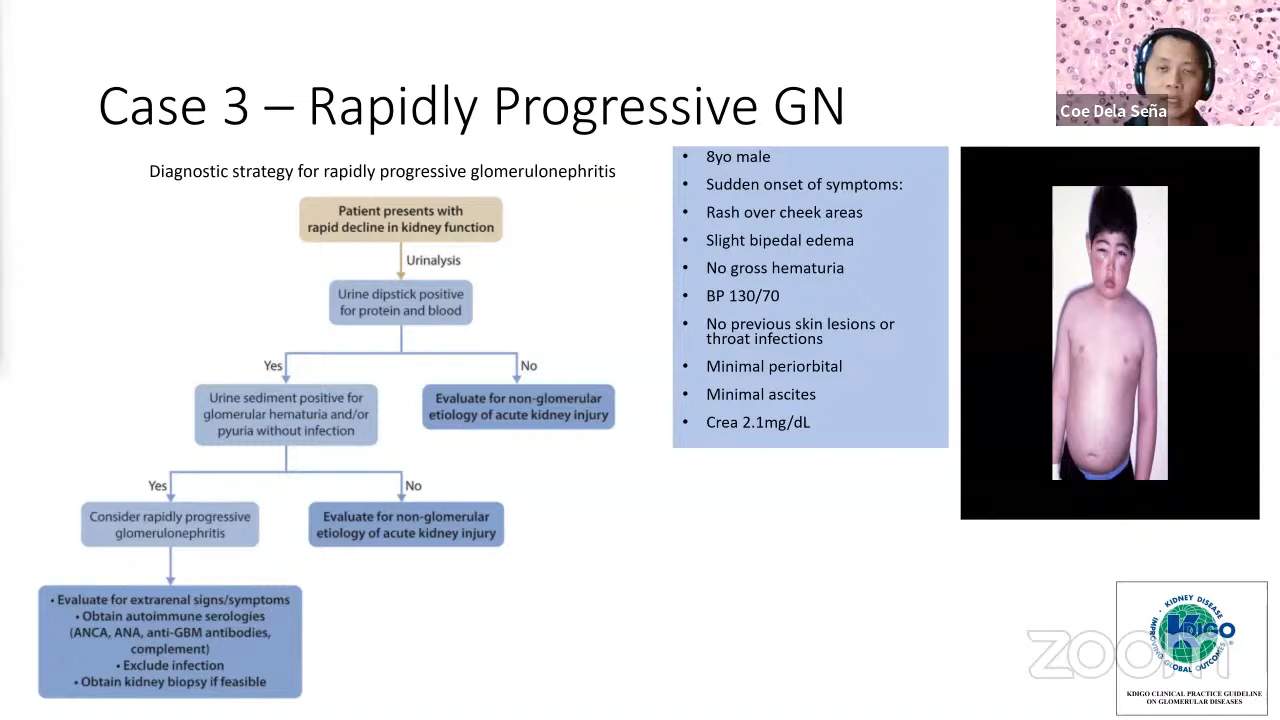 Coe Dela Seña
Case 3 – Rapidly Progressive GN
Diagnostic strategy for rapidly progressive glomerulonephritis
Patient presents with
rapid decline in kidney function
Urinalysis
Urine dipstick positive
for protein and blood
Yes
No
Urine sediment positive for
glomerular hematuria and/or
pyuria without infection
Evaluate for non-glomerular
etiology of acute kidney injury
Yes
No
Consider rapidly progressive
glomerulonephritis
Evaluate for non-glomerular
etiology of acute kidney injury
• Evaluate for extrarenal signs/symptoms
• Obtain autoimmune serologies
(ANCA, ANA, anti-GBM antibodies,
complement)
• Exclude infection
• Obtain kidney biopsy if feasible
• 8yo male
• Sudden onset of symptoms:
• Rash over cheek areas
• Slight bipedal edema
• No gross hematuria
• BP 130/70
• No previous skin lesions or
throat infections
• Minimal periorbital
• Minimal ascites
• Crea 2.1mg/dL
zoom
KIDNEY DISEASE
IMPROVING GLOBAL OUTCOMES
KDIGO
KDIGO CLINICAL PRACTICE GUIDELINE
ON GLOMERULAR DISEASES